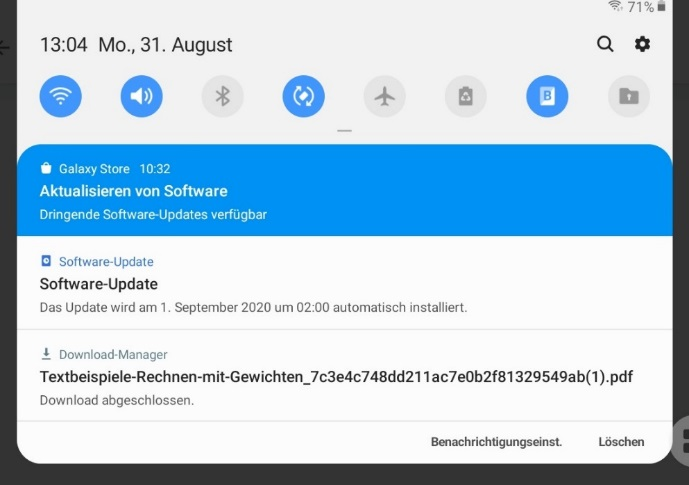 71%
13:04 Mo., 31. August
B
Galaxy Store 10:32
Aktualisieren von Software
Dringende Software-Updates verfügbar
Software-Update
Software-Update
Das Update wird am 1. September 2020 um 02:00 automatisch installiert.
Download-Manager
Textbeispiele-Rechnen-mit-Gewichten_7c3e4c748dd211ac7e0b2f81329549ab(1).pdf
Download abgeschlossen.
Benachrichtigungseinst. Löschen